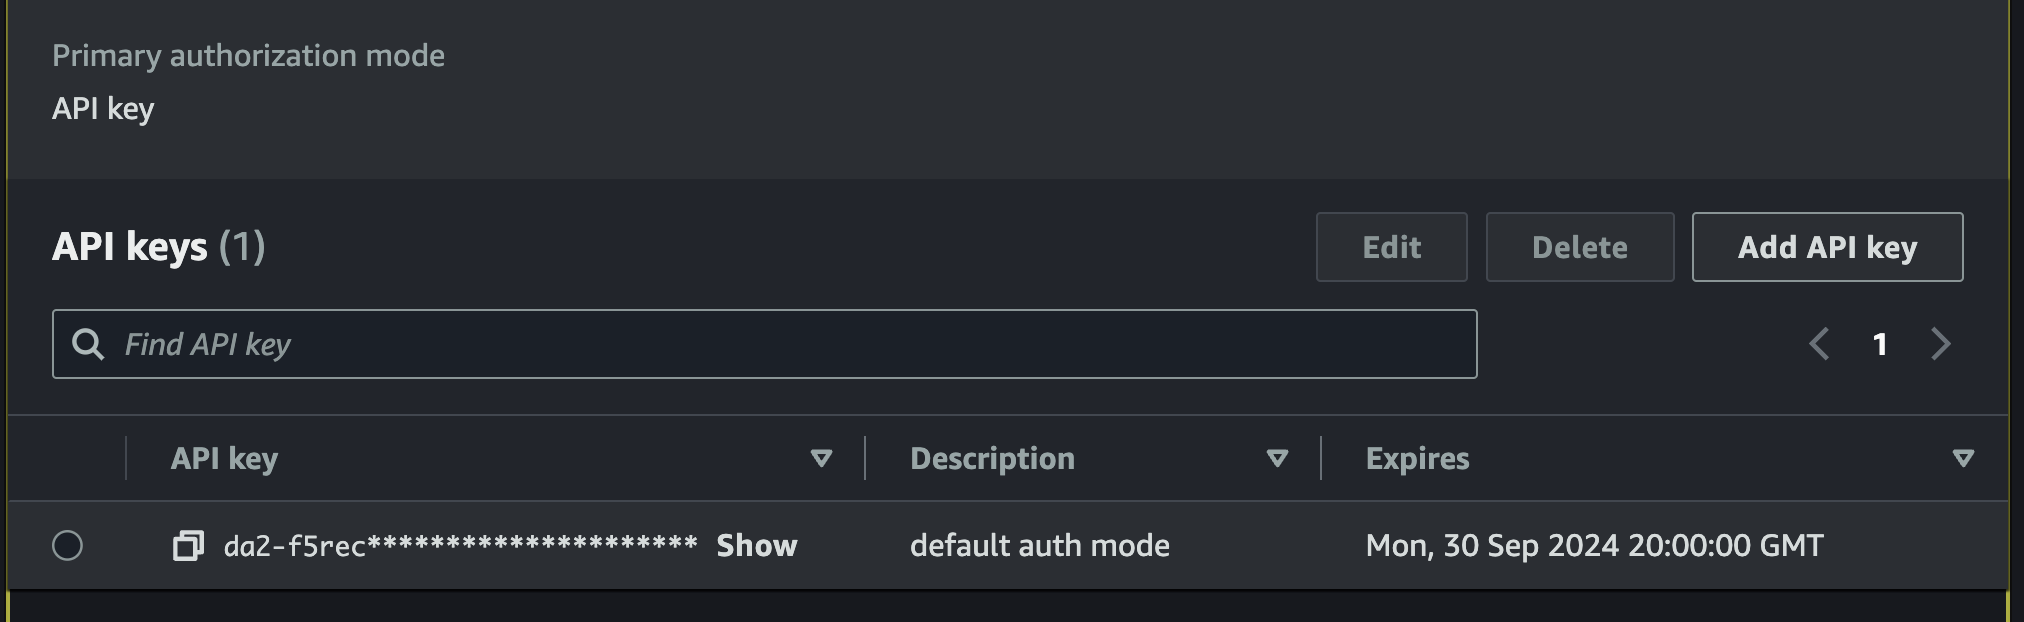 Primary authorization mode
API key
API keys (1)
Edit
Delete
Add API key
Find API key
1
API key
Description
Expires
da2-f5rec********************* Show
default auth mode
Mon, 30 Sep 2024 20:00:00 GMT